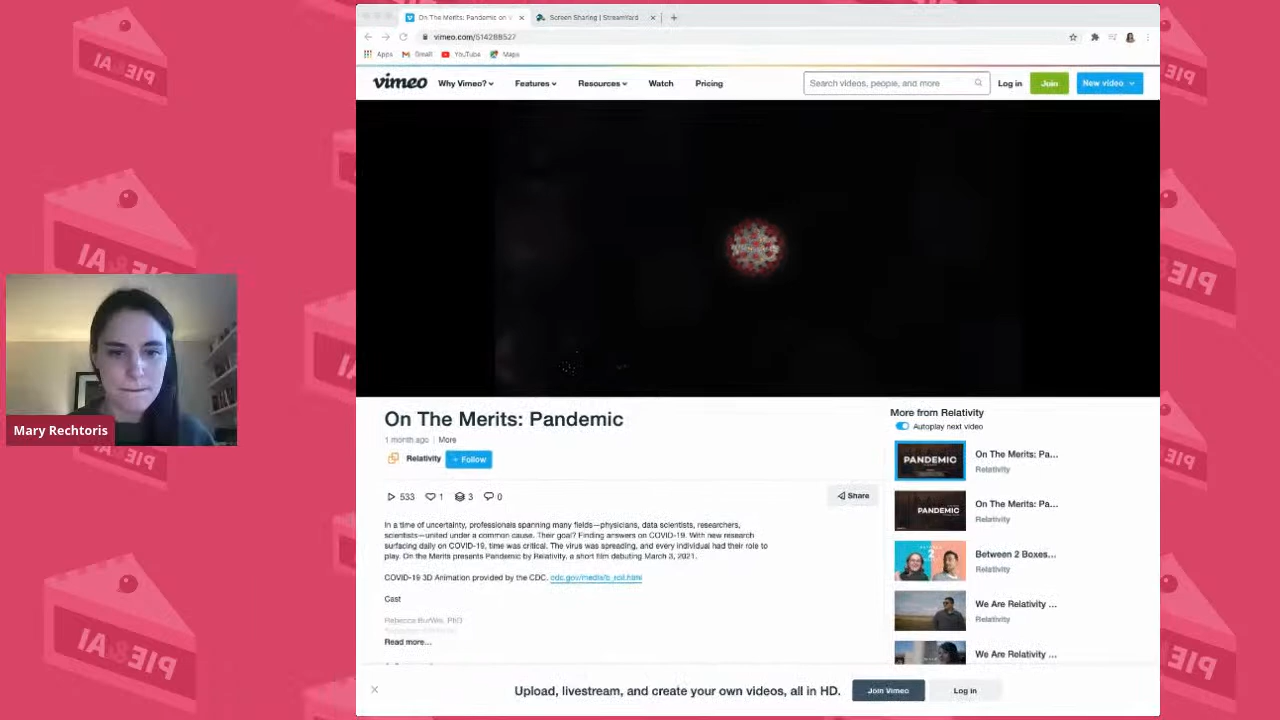 On The Merits: Pandemic on V
Screen Sharing | StreamYard
vimeo.com/514288527
Apps
Gmail
YouTube
Maps
vimeo
Why Vimeo?
Features
Resources
Watch
Pricing
Search videos, people, and more
Log in
Join
New video
On The Merits: Pandemic
1 month ago | More
Relativity
+ Follow
533
1
3
0
Share
In a time of uncertainty, professionals spanning many fields—physicians, data scientists, researchers,
scientists—united under a common cause. Their goal? Finding answers on COVID-19. With new research
surfacing daily on COVID-19, time was critical. The virus was spreading, and every individual had their role to
play. On the Merits presents Pandemic by Relativity, a short film debuting March 3, 2021.
COVID-19 3D Animation provided by the CDC.
Cast
Read more...
More from Relativity
Autoplay next video
PANDEMIC
On The Merits: Pa...
Relativity
PANDEMIC
On The Merits: Pa...
Relativity
2
Between 2 Boxes...
Relativity
We Are Relativity ...
Relativity
We Are Relativity ...
Upload, livestream, and create your own videos, all in HD.
Join Vimeo
Log in
Mary Rechtoris
PIE&AI